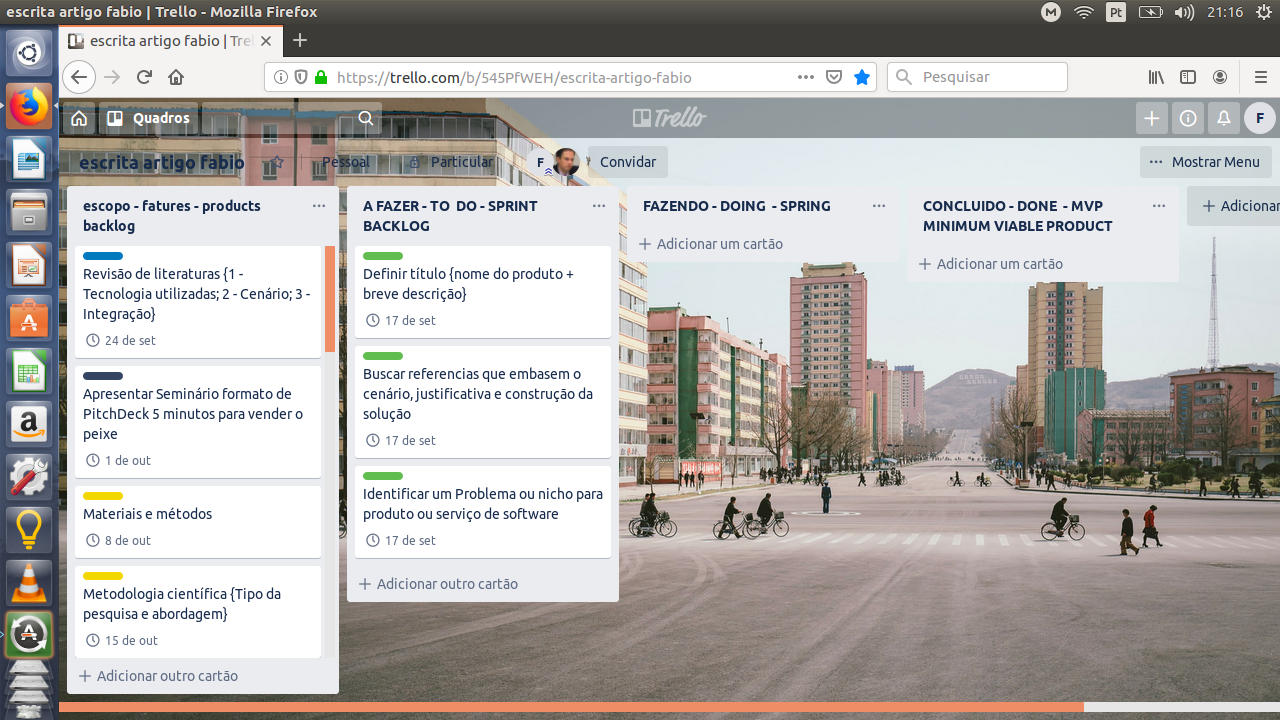 escrita artigo fabio | Trello - Mozilla Firefox
M
Pt
21:16
escrita artigo fabio | Trel
https://trello.com/b/545PfWEH/escrita-artigo-fabio
Pesquisar
Quadros
Trello
F
escrita artigo fabio
Pessoal
Particular
F
Convidar
Mostrar Menu
escopo - fatures - products
backlog
Revisão de literaturas {1 -
Tecnologia utilizadas; 2 - Cenário; 3 -
Integração}
24 de set
Apresentar Seminário formato de
PitchDeck 5 minutos para vender o
peixe
1 de out
Materiais e métodos
8 de out
Metodologia científica {Tipo da
pesquisa e abordagem}
15 de out
Adicionar outro cartão
A FAZER - TO DO - SPRINT
BACKLOG
Definir título {nome do produto +
breve descrição}
17 de set
Buscar referencias que embasem o
cenário, justificativa e construção da
solução
17 de set
Identificar um Problema ou nicho para
produto ou serviço de software
17 de set
Adicionar outro cartão
FAZENDO - DOING - SPRING
Adicionar um cartão
CONCLUIDO - DONE - MVP
MINIMUM VIABLE PRODUCT
Adicionar um cartão
Adicionar